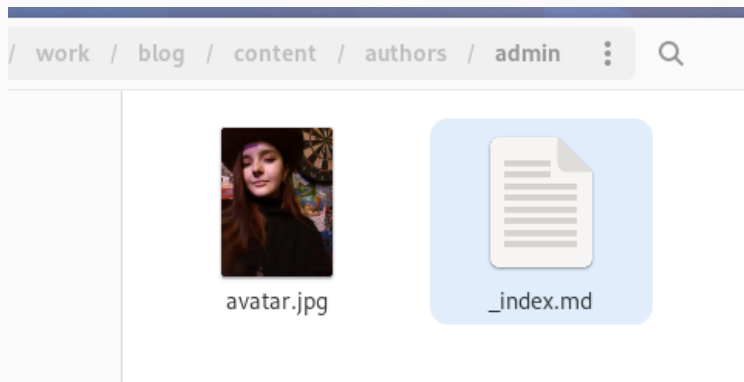 / work / blog / content / authors / admin
avatar.jpg
_index.md